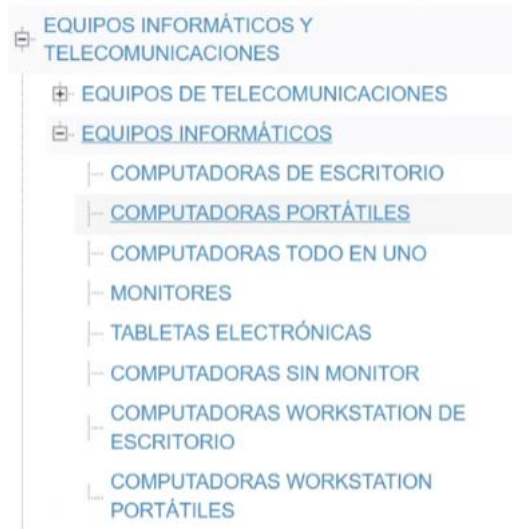 EQUIPOS INFORMÁTICOS Y
TELECOMUNICACIONES
EQUIPOS DE TELECOMUNICACIONES
EQUIPOS INFORMÁTICOS
COMPUTADORAS DE ESCRITORIO
COMPUTADORAS PORTÁTILES
COMPUTADORAS TODO EN UNO
MONITORES
TABLETAS ELECTRÓNICAS
COMPUTADORAS SIN MONITOR
COMPUTADORAS WORKSTATION DE
ESCRITORIO
COMPUTADORAS WORKSTATION
PORTÁTILES